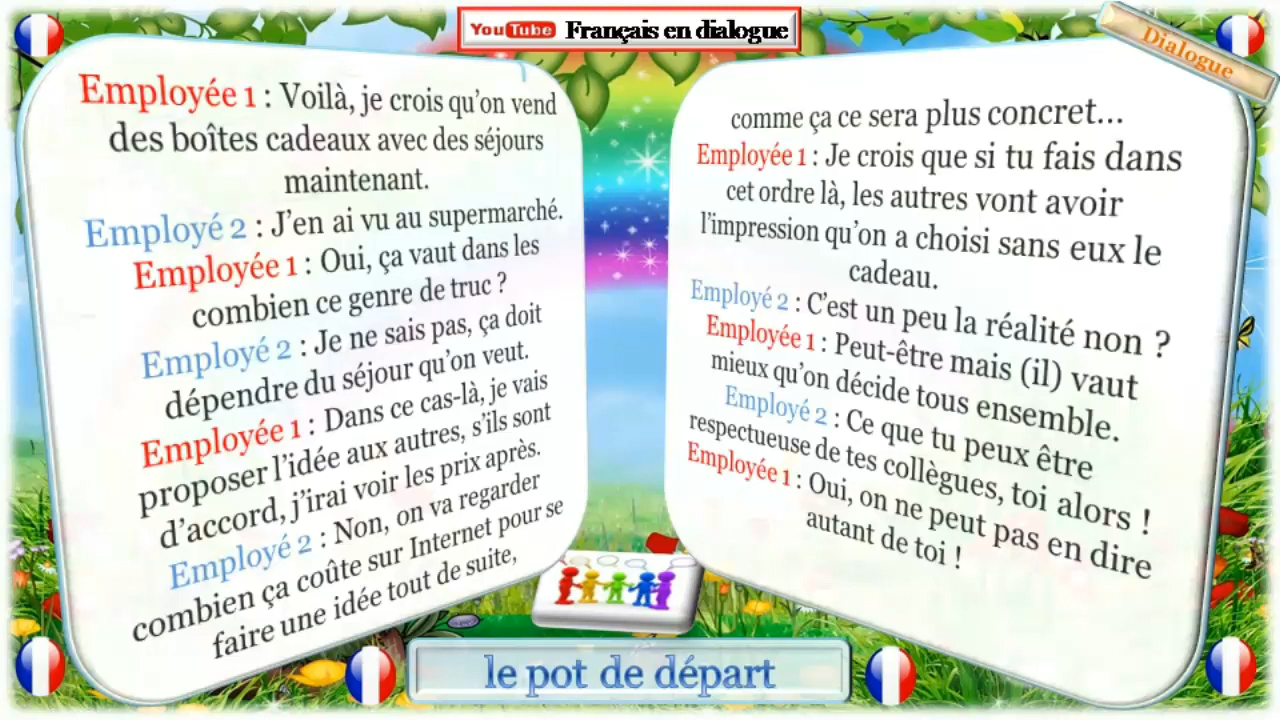 YouTube Français en dialogue
Dialogue
Employée 1 : Voilà, je crois qu'on vend
des boîtes cadeaux avec des séjours
maintenant.
Employé 2 : J'en ai vu au supermarché.
Employée 1 : Oui, ça vaut dans les
combien ce genre de truc ?
Employé 2 : Je ne sais pas, ça doit
dépendre du séjour qu'on veut.
Employée 1 : Dans ce cas-là, je vais
proposer l'idée aux autres, s'ils sont
d'accord, j'irai voir les prix après.
Employé 2 : Non, on va regarder
combien ça coûte sur Internet pour se
faire une idée tout de suite,
comme ça ce sera plus concret...
Employée 1 : Je crois que si tu fais dans
cet ordre là, les autres vont avoir
l'impression qu'on a choisi sans eux le
cadeau.
Employé 2 : C'est un peu la réalité non ?
Employée 1 : Peut-être mais (il) vaut
mieux qu'on décide tous ensemble.
Employé 2 : Ce que tu peux être
respectueuse de tes collègues, toi alors !
Employée 1 : Oui, on ne peut pas en dire
autant de toi !
le pot de départ